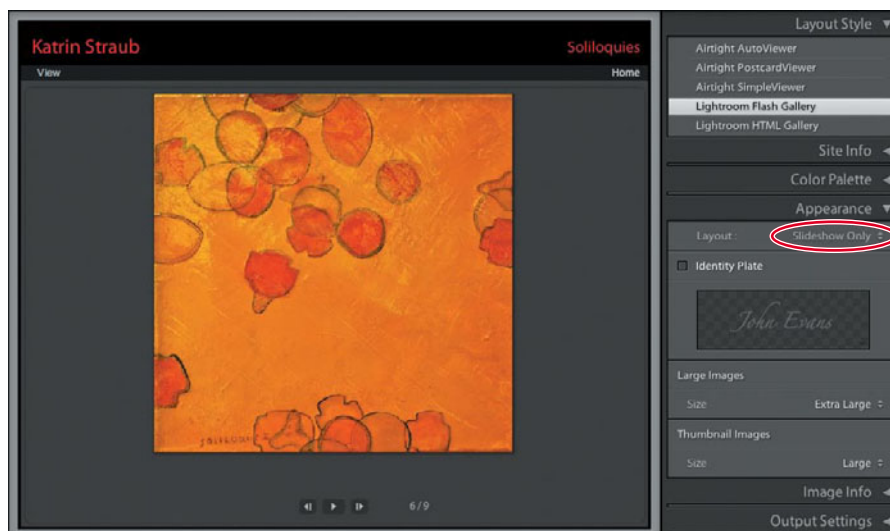 Katrin Straub
Soliloquies
View
Home
6/9
Layout Style
Airtight AutoViewer
Airtight PostcardViewer
Airtight SimpleViewer
Lightroom Flash Gallery
Lightroom HTML Gallery
Site Info
Color Palette
Appearance
Layout : Slideshow Only
Identity Plate
John Evans
Large Images
Size Extra Large
Thumbnail Images
Size Large
Image Info
Output Settings